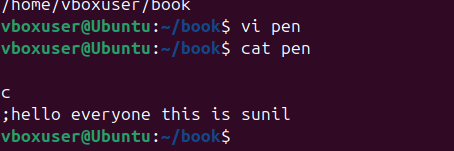 /home/vboxuser/book
vboxuser@Ubuntu:~/book$ vi pen
vboxuser@Ubuntu:~/book$ cat pen
c
;hello everyone this is sunil
vboxuser@Ubuntu:~/book$